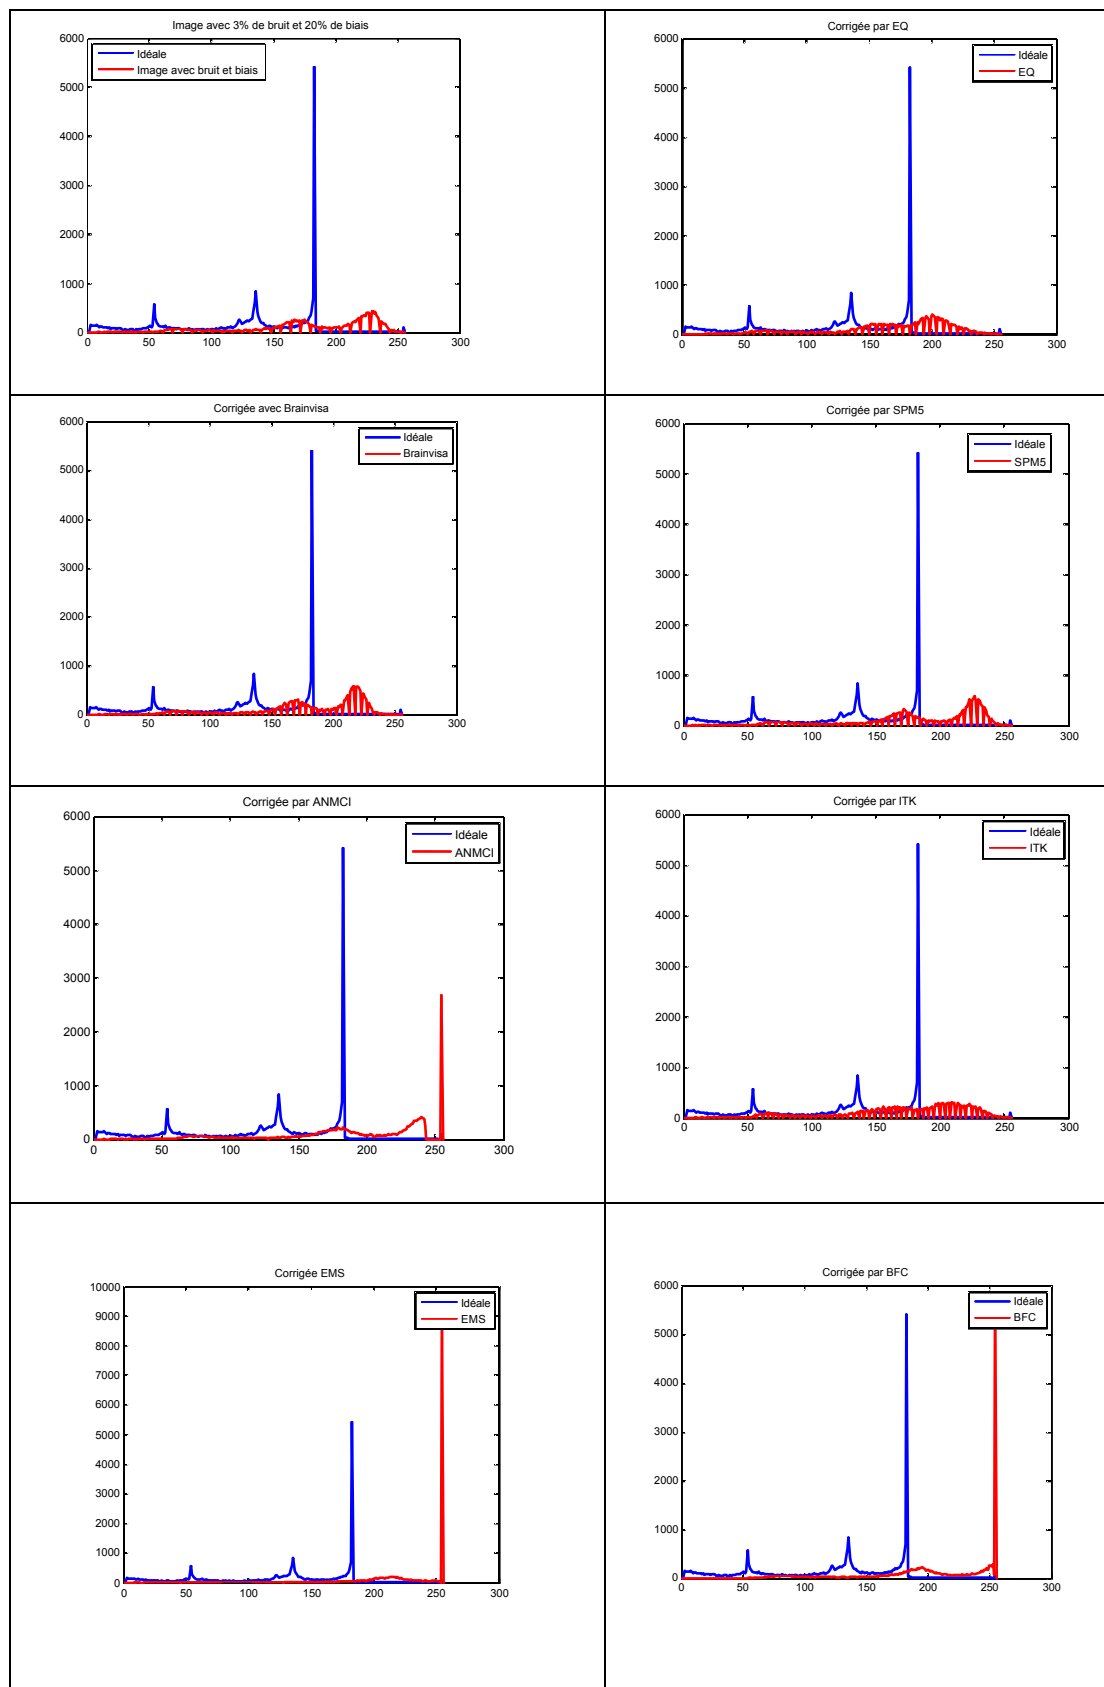 Image avec 3% de bruit et 20% de biais
6000
5000
4000
3000
2000
1000
0
0 50 100 150 200 250 300
Idéale
Image avec bruit et biais
Corrigée par EQ
6000
5000
4000
3000
2000
1000
0
0 50 100 150 200 250 300
Idéale
EQ
Corrigée avec Brainvisa
6000
5000
4000
3000
2000
1000
0
0 50 100 150 200 250 300
Idéale
Brainvisa
Corrigée par SPM5
6000
5000
4000
3000
2000
1000
0
0 50 100 150 200 250 300
Idéale
SPM5
Corrigée par ANMCI
6000
5000
4000
3000
2000
1000
0
0 50 100 150 200 250 300
Idéale
ANMCI
Corrigée par ITK
6000
5000
4000
3000
2000
1000
0
0 50 100 150 200 250 300
Idéale
ITK
Corrigée EMS
10000
9000
8000
7000
6000
5000
4000
3000
2000
1000
0
0 50 100 150 200 250 300
Idéale
EMS
Corrigée par BFC
6000
5000
4000
3000
2000
1000
0
0 50 100 150 200 250 300
Idéale
BFC